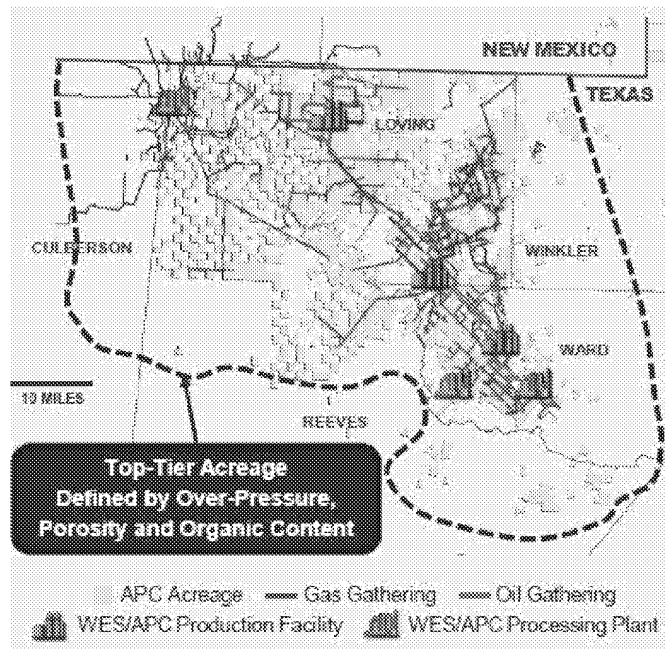 NEW MEXICO
TEXAS
LOVING
CULBERSON
WINKLER
WARD
10 MILES
REEVES
Top-Tier Acreage
Defined by Over-Pressure,
Porosity and Organic Content
APC Acreage Gas Gathering Oil Gathering
WES/APC Production Facility WES/APC Processing Plant